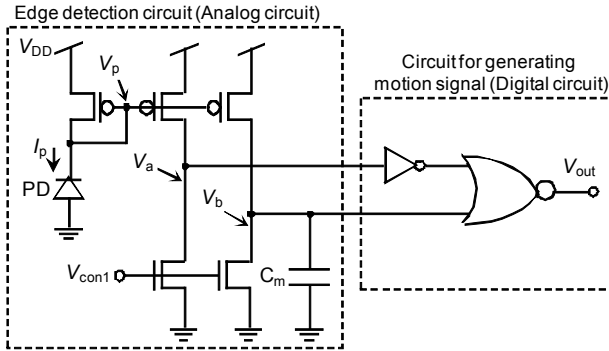 Edge detection circuit (Analog circuit)
VDD
Vp
Ip
PD
Va
Vb
Vcon1
Cm
Circuit for generating
motion signal (Digital circuit)
Vout